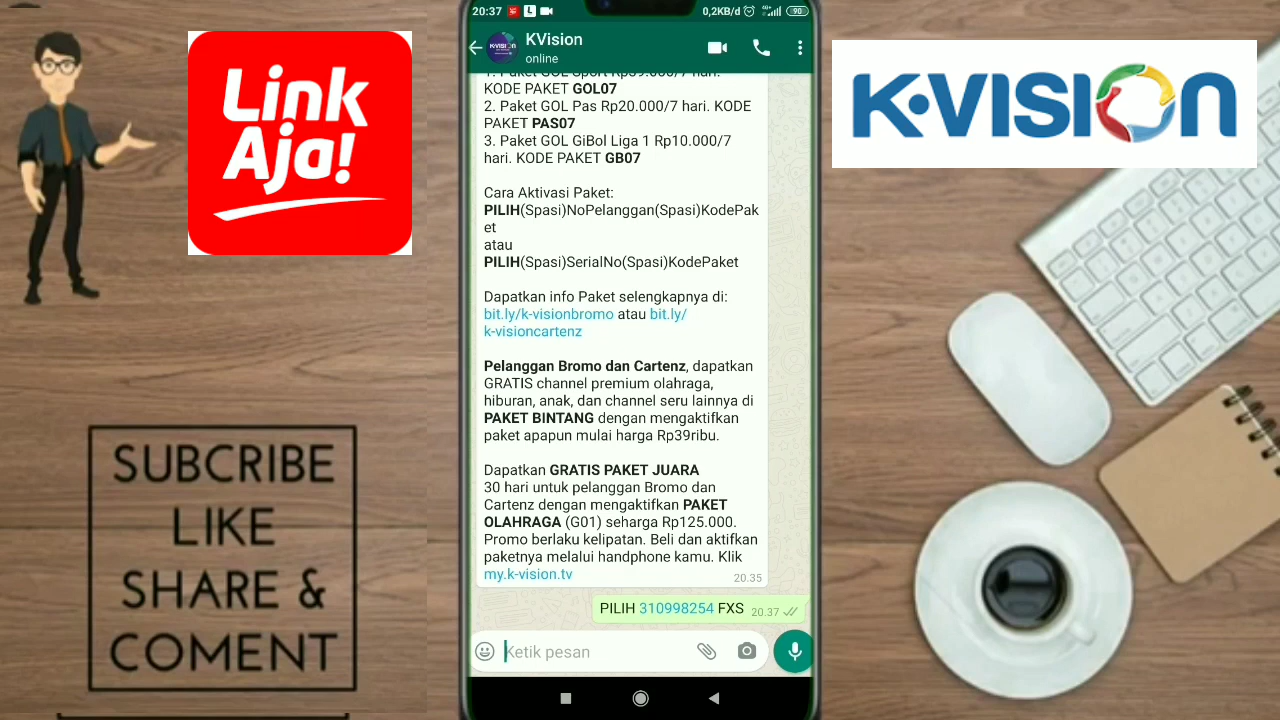 Link
Aja!
SUBCRIBE
LIKE
SHARE &
COMENT
20:37
0,2KB/d
90
KVision
online
1. Paket GOL Sport Rp39.000/7 hari.
KODE PAKET GOL07
2. Paket GOL Pas Rp20.000/7 hari. KODE
PAKET PAS07
3. Paket GOL GiBol Liga 1 Rp10.000/7
hari. KODE PAKET GB07
Cara Aktivasi Paket:
PILIH(Spasi)NoPelanggan(Spasi)KodePak
et
atau
PILIH(Spasi)SerialNo(Spasi)KodePaket
Dapatkan info Paket selengkapnya di:
bit.ly/k-visionbromo atau bit.ly/
k-visioncartenz
Pelanggan Bromo dan Cartenz, dapatkan
GRATIS channel premium olahraga,
hiburan, anak, dan channel seru lainnya di
PAKET BINTANG dengan mengaktifkan
paket apapun mulai harga Rp39ribu.
Dapatkan GRATIS PAKET JUARA
30 hari untuk pelanggan Bromo dan
Cartenz dengan mengaktifkan PAKET
OLAHRAGA (G01) seharga Rp125.000.
Promo berlaku kelipatan. Beli dan aktifkan
paketnya melalui handphone kamu. Klik
my.k-vision.tv
20.35
PILIH 310998254 FXS 20.37
Ketik pesan
K-VISION